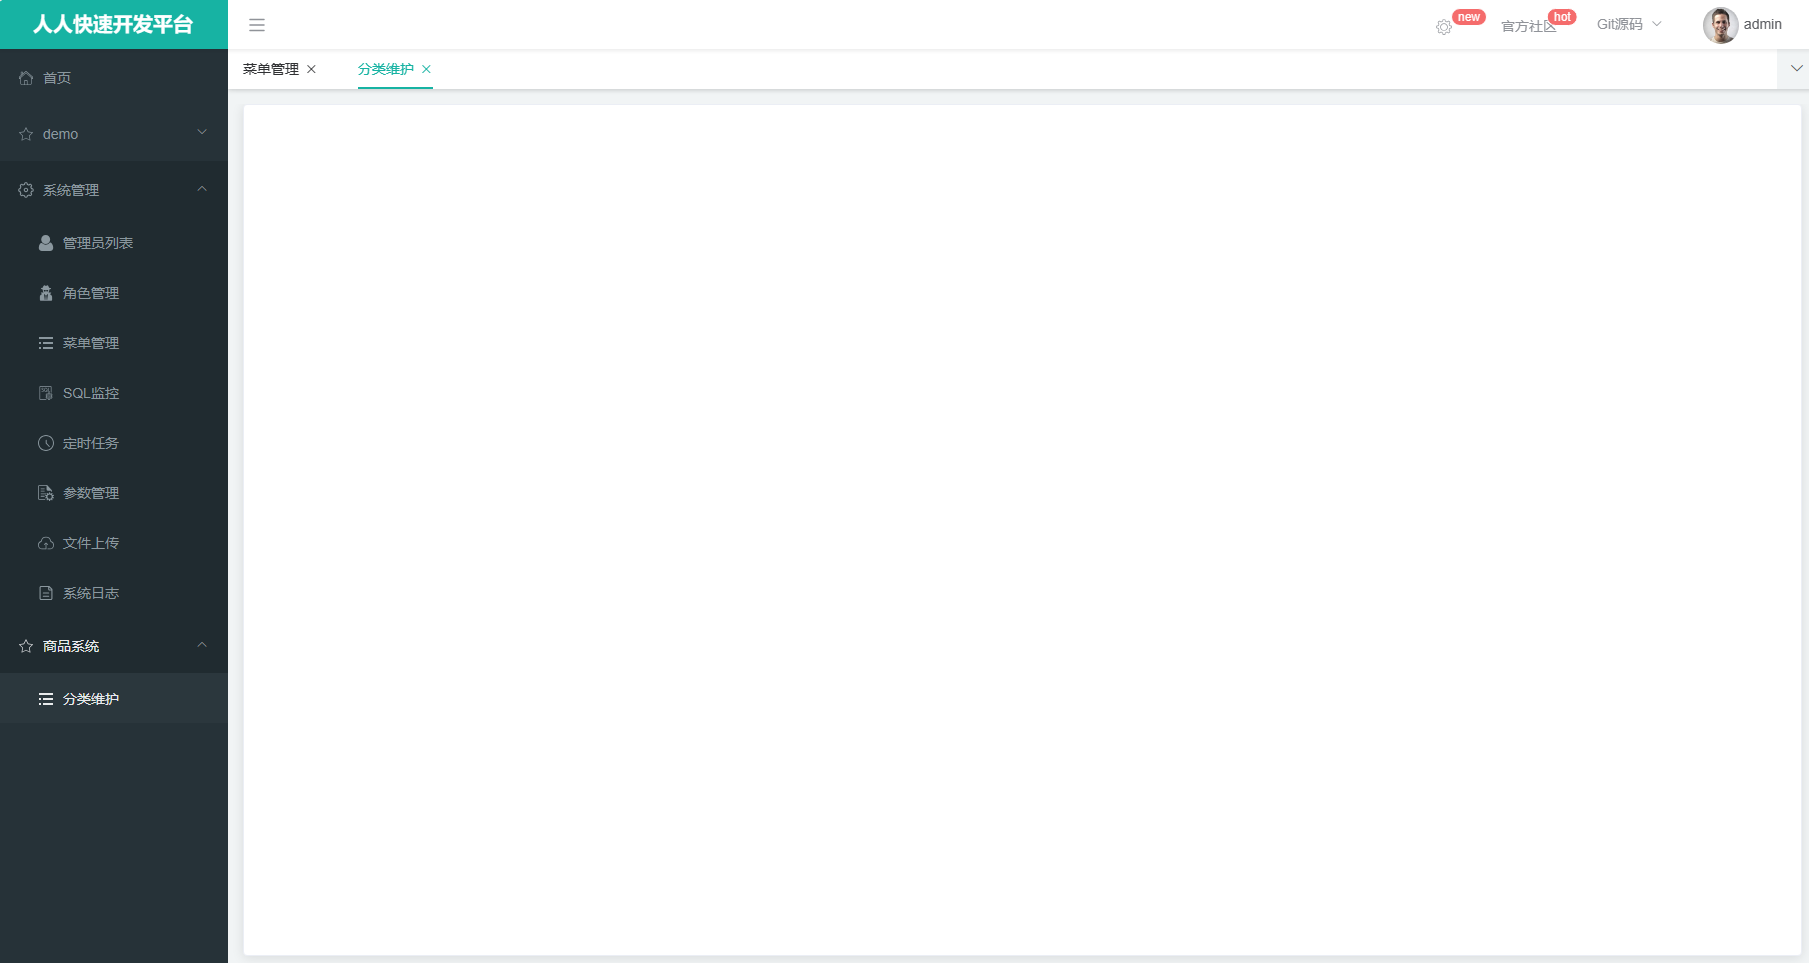 人人快速开发平台
new
官方社区
hot
Git源码
admin
菜单管理
分类维护
首页
demo
系统管理
管理员列表
角色管理
菜单管理
SQL监控
定时任务
参数管理
文件上传
系统日志
商品系统
分类维护